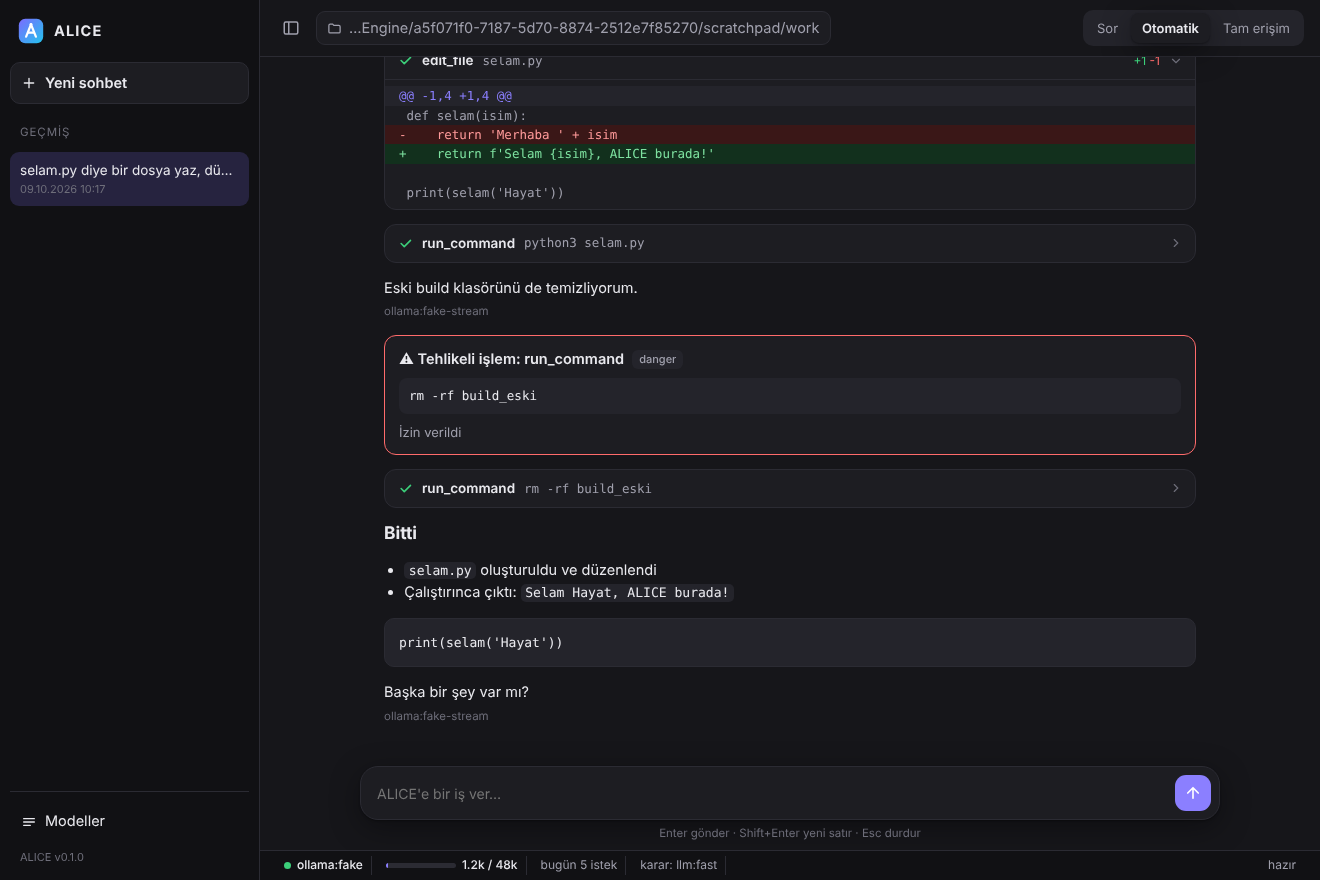 ALICE
Yeni sohbet
GEÇMİŞ
selam.py diye bir dosya yaz, dü...
09.10.2026 10:17
Modeller
ALICE v0.1.0
...Engine/a5f071f0-7187-5d70-8874-2512e7f85270/scratchpad/work
Sor Otomatik Tam erişim
edit_file selam.py +1 -1
@@ -1,4 +1,4 @@
def selam(isim):
-    return 'Merhaba ' + isim
+    return f'Selam {isim}, ALICE burada!'
print(selam('Hayat'))
run_command python3 selam.py
Eski build klasörünü de temizliyorum.
ollama:fake-stream
Tehlikeli işlem: run_command danger
rm -rf build_eski
İzin verildi
run_command rm -rf build_eski
Bitti
selam.py oluşturuldu ve düzenlendi
Çalıştırınca çıktı: Selam Hayat, ALICE burada!
print(selam('Hayat'))
Başka bir şey var mı?
ollama:fake-stream
ALICE'e bir iş ver...
Enter gönder · Shift+Enter yeni satır · Esc durdur
ollama:fake 1.2k / 48k bugün 5 istek karar: llm:fast hazır